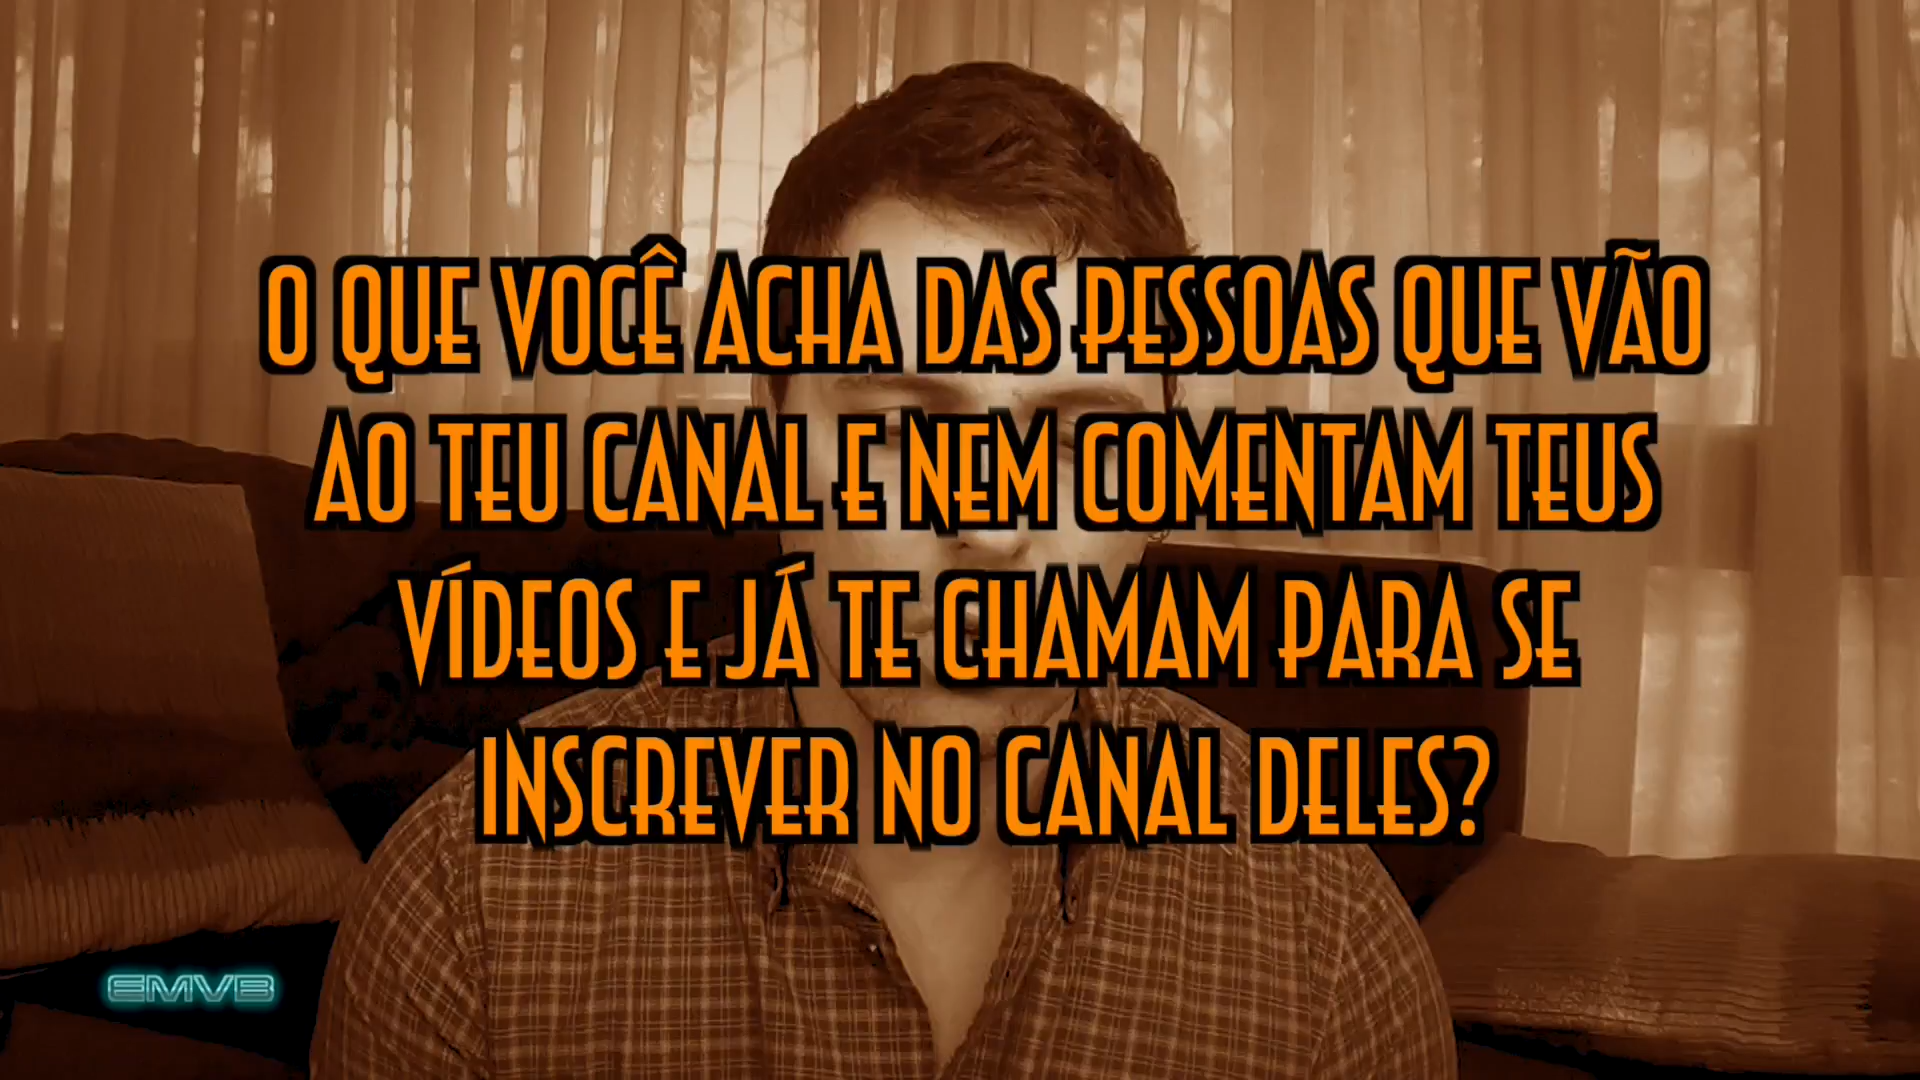 O QUE VOCÊ ACHA DAS PESSOAS QUE VÃO
AO TEU CANAL E NEM COMENTAM TEUS
VÍDEOS E JÁ TE CHAMAM PARA SE
INSCREVER NO CANAL DELES?
EMVB